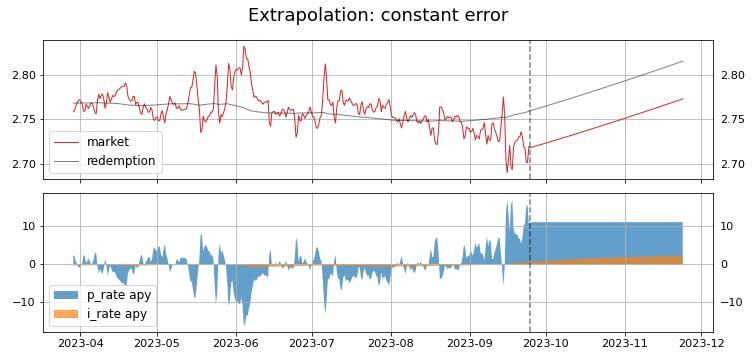 Extrapolation: constant error
2.80
2.75
2.70
2.80
2.75
2.70
market
redemption
10
0
−10
10
0
−10
p_rate apy
i_rate apy
2023-04 2023-05 2023-06 2023-07 2023-08 2023-09 2023-10 2023-11 2023-12